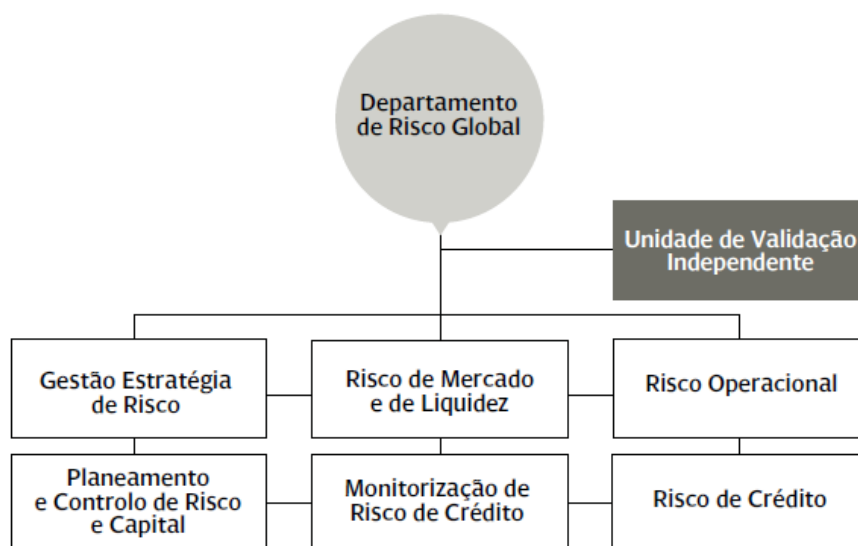 Departamento
de Risco Global
Unidade de Validação
Independente
Gestão Estratégia
de Risco
Risco de Mercado
e de Liquidez
Risco Operacional
Planeamento
e Controlo de Risco
e Capital
Monitorização de
Risco de Crédito
Risco de Crédito